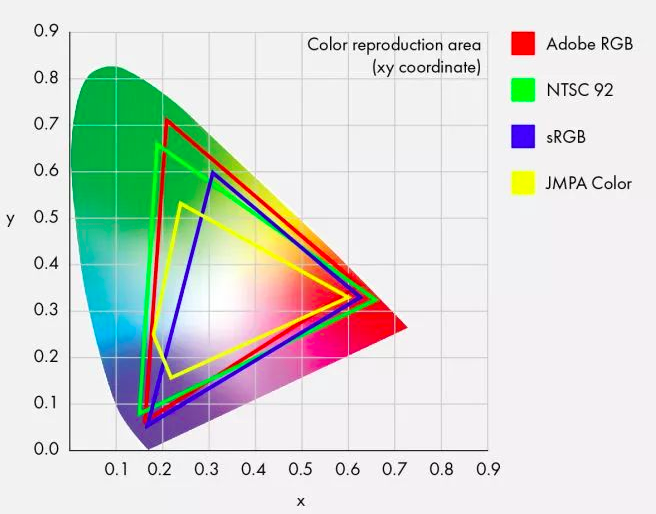 Color reproduction area
(xy coordinate)
Adobe RGB
NTSC 92
sRGB
JMPA Color
y
0.9
0.8
0.7
0.6
0.5
0.4
0.3
0.2
0.1
0.0
0.1 0.2 0.3 0.4 0.5 0.6 0.7 0.8 0.9
x